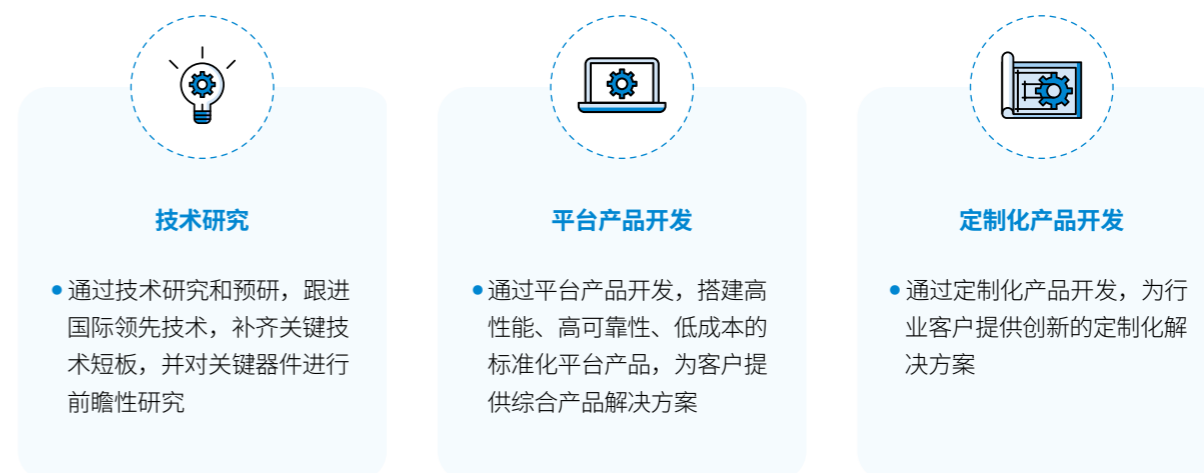 技术研究
通过技术研究和预研，跟进
国际领先技术，补齐关键技
术短板，并对关键器件进行
前瞻性研究
平台产品开发
通过平台产品开发，搭建高
性能、高可靠性、低成本的
标准化平台产品，为客户提
供综合产品解决方案
定制化产品开发
通过定制化产品开发，为行
业客户提供创新的定制化解
决方案